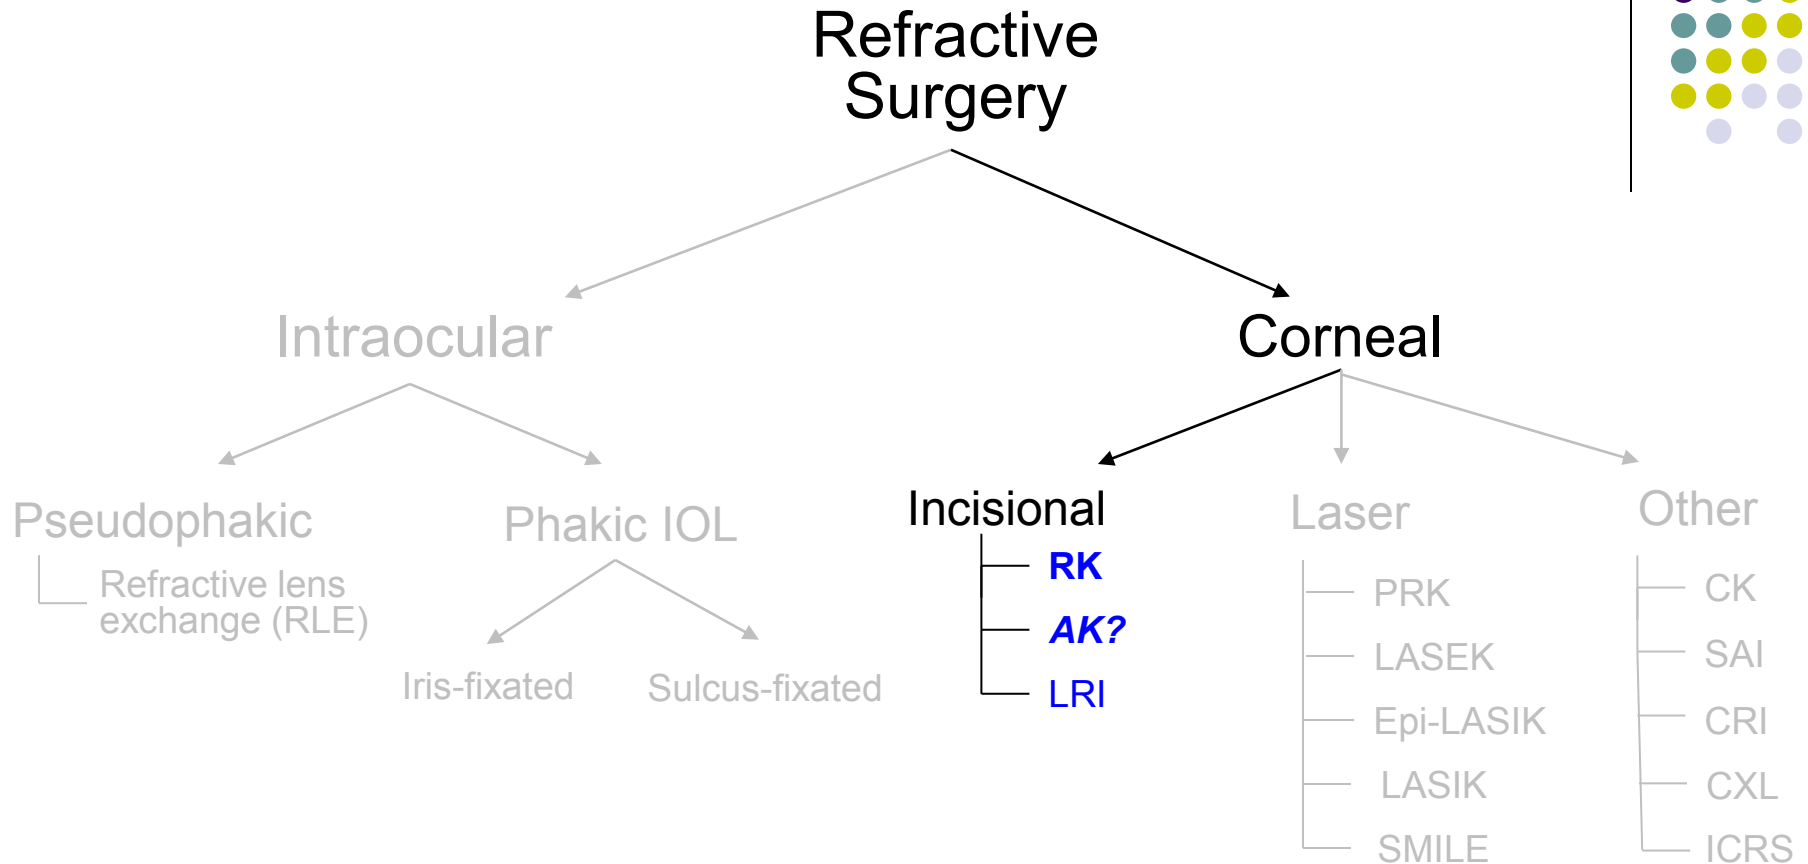 Refractive
Surgery
Intraocular
Corneal
Pseudophakic
Refractive lens
exchange (RLE)
Phakic IOL
Iris-fixated
Sulcus-fixated
Incisional
RK
AK?
LRI
Laser
PRK
LASEK
Epi-LASIK
LASIK
SMILE
Other
CK
SAI
CRI
CXL
ICRS